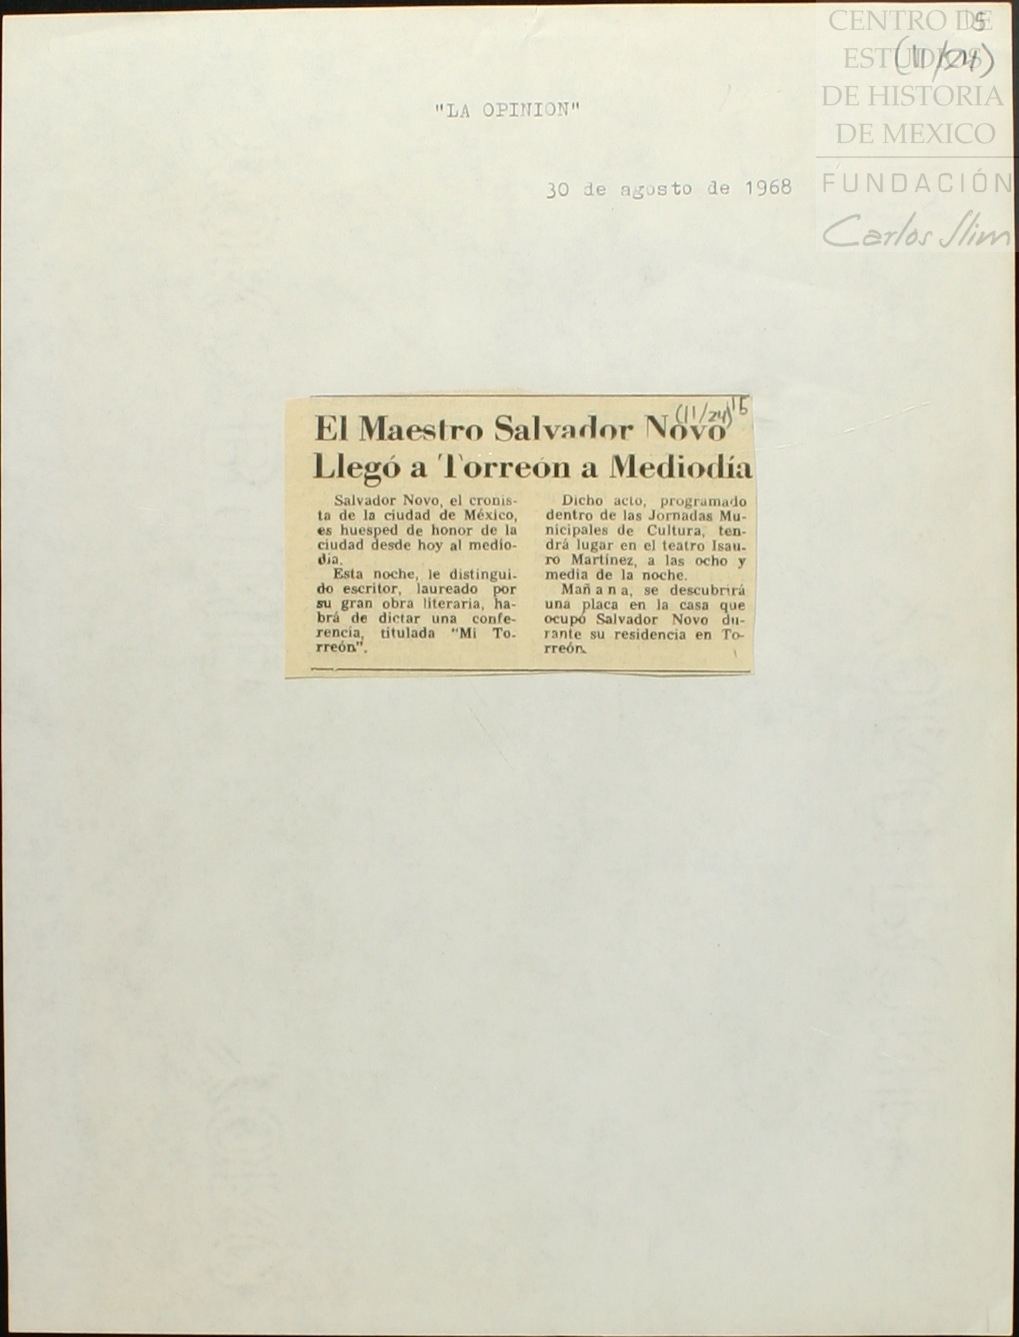 CENTRO DE
ESTUDIOS
DE HISTORIA
DE MEXICO
FUNDACIÓN
Carlos Slim
15
(11/24)
"LA OPINION"
30 de agosto de 1968
(11/24) 15
El Maestro Salvador Novo
Llegó a Torreón a Mediodía
Salvador Novo, el cronis-
ta de la ciudad de México,
es huesped de honor de la
ciudad desde hoy al medio-
día.
Esta noche, le distingui-
do escritor, laureado por
su gran obra literaria, ha-
brá de dictar una confe-
rencia, titulada "Mi To-
rreón".
Dicho acto, programado
dentro de las Jornadas Mu-
nicipales de Cultura, ten-
drá lugar en el teatro Isau-
ro Martínez, a las ocho y
media de la noche.
Mañana, se descubrirá
una placa en la casa que
ocupó Salvador Novo du-
rante su residencia en To-
rreón.